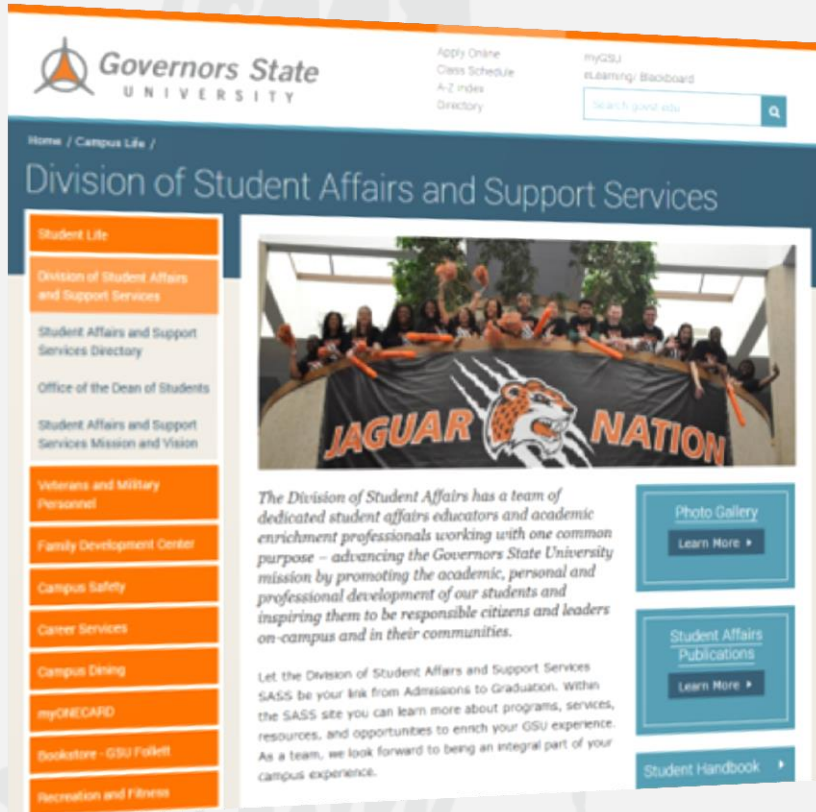 Governors State
UNIVERSITY
Apply Online
Class Schedule
A-Z Index
Directory
myGSU
eLearning/ Blackboard
Search govst.edu
Home / Campus Life /
Division of Student Affairs and Support Services
Student Life
Division of Student Affairs
and Support Services
Student Affairs and Support
Services Directory
Office of the Dean of Students
Student Affairs and Support
Services Mission and Vision
Veterans and Military
Personnel
Family Development Center
Campus Safety
Career Services
Campus Dining
myONECARD
Bookstore - GSU Follett
Recreation and Fitness
JAGUAR NATION
The Division of Student Affairs has a team of
dedicated student affairs educators and academic
enrichment professionals working with one common
purpose – advancing the Governors State University
mission by promoting the academic, personal and
professional development of our students and
inspiring them to be responsible citizens and leaders
on-campus and in their communities.
Let the Division of Student Affairs and Support Services
SASS be your link from Admissions to Graduation. Within
the SASS site you can learn more about programs, services,
resources, and opportunities to enrich your GSU experience.
As a team, we look forward to being an integral part of your
campus experience.
Photo Gallery
Learn More
Student Affairs
Publications
Learn More
Student Handbook